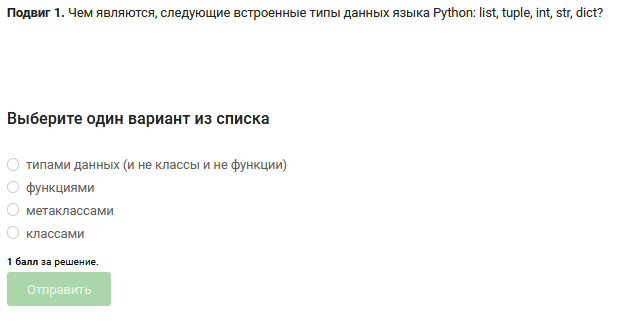 Подвиг 1. Чем являются, следующие встроенные типы данных языка Python: list, tuple, int, str, dict?
Выберите один вариант из списка
типами данных (и не классы и не функции)
функциями
метаклассами
классами
1 балл за решение.
Отправить